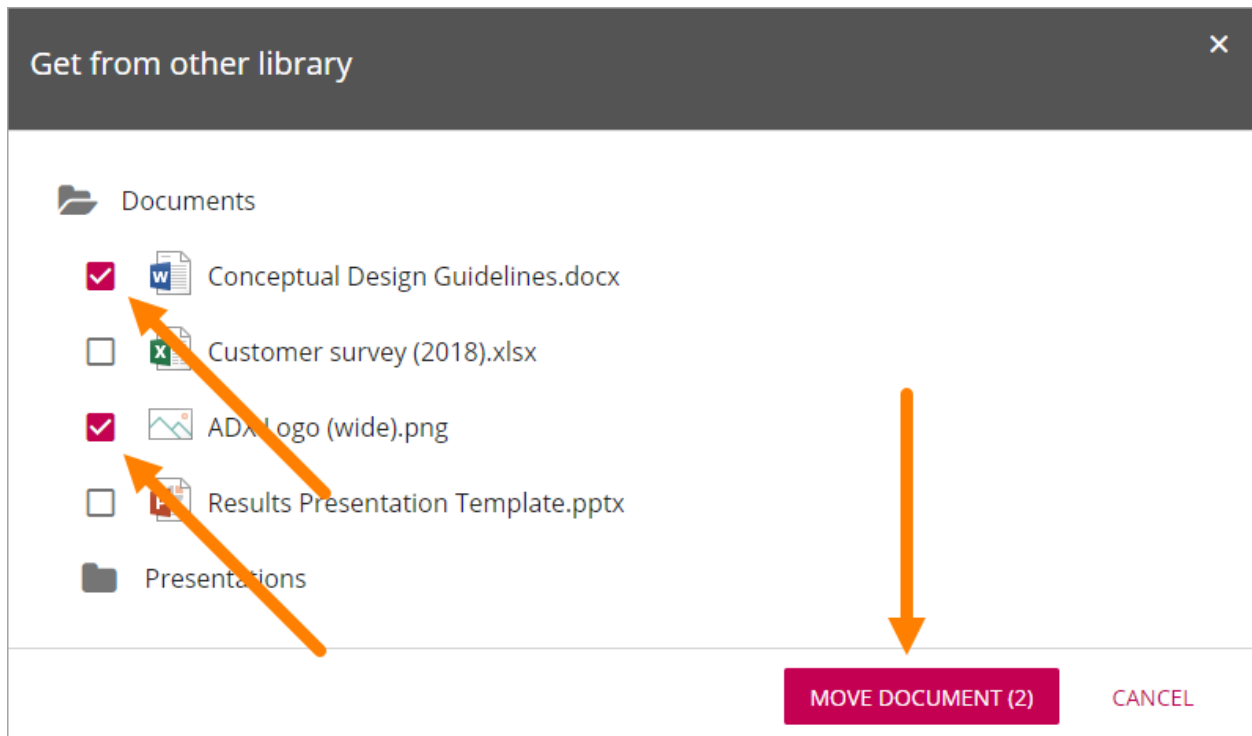 Get from other library
Documents
Conceptual Design Guidelines.docx
Customer survey (2018).xlsx
ADX Logo (wide).png
Results Presentation Template.pptx
Presentations
MOVE DOCUMENT (2) CANCEL